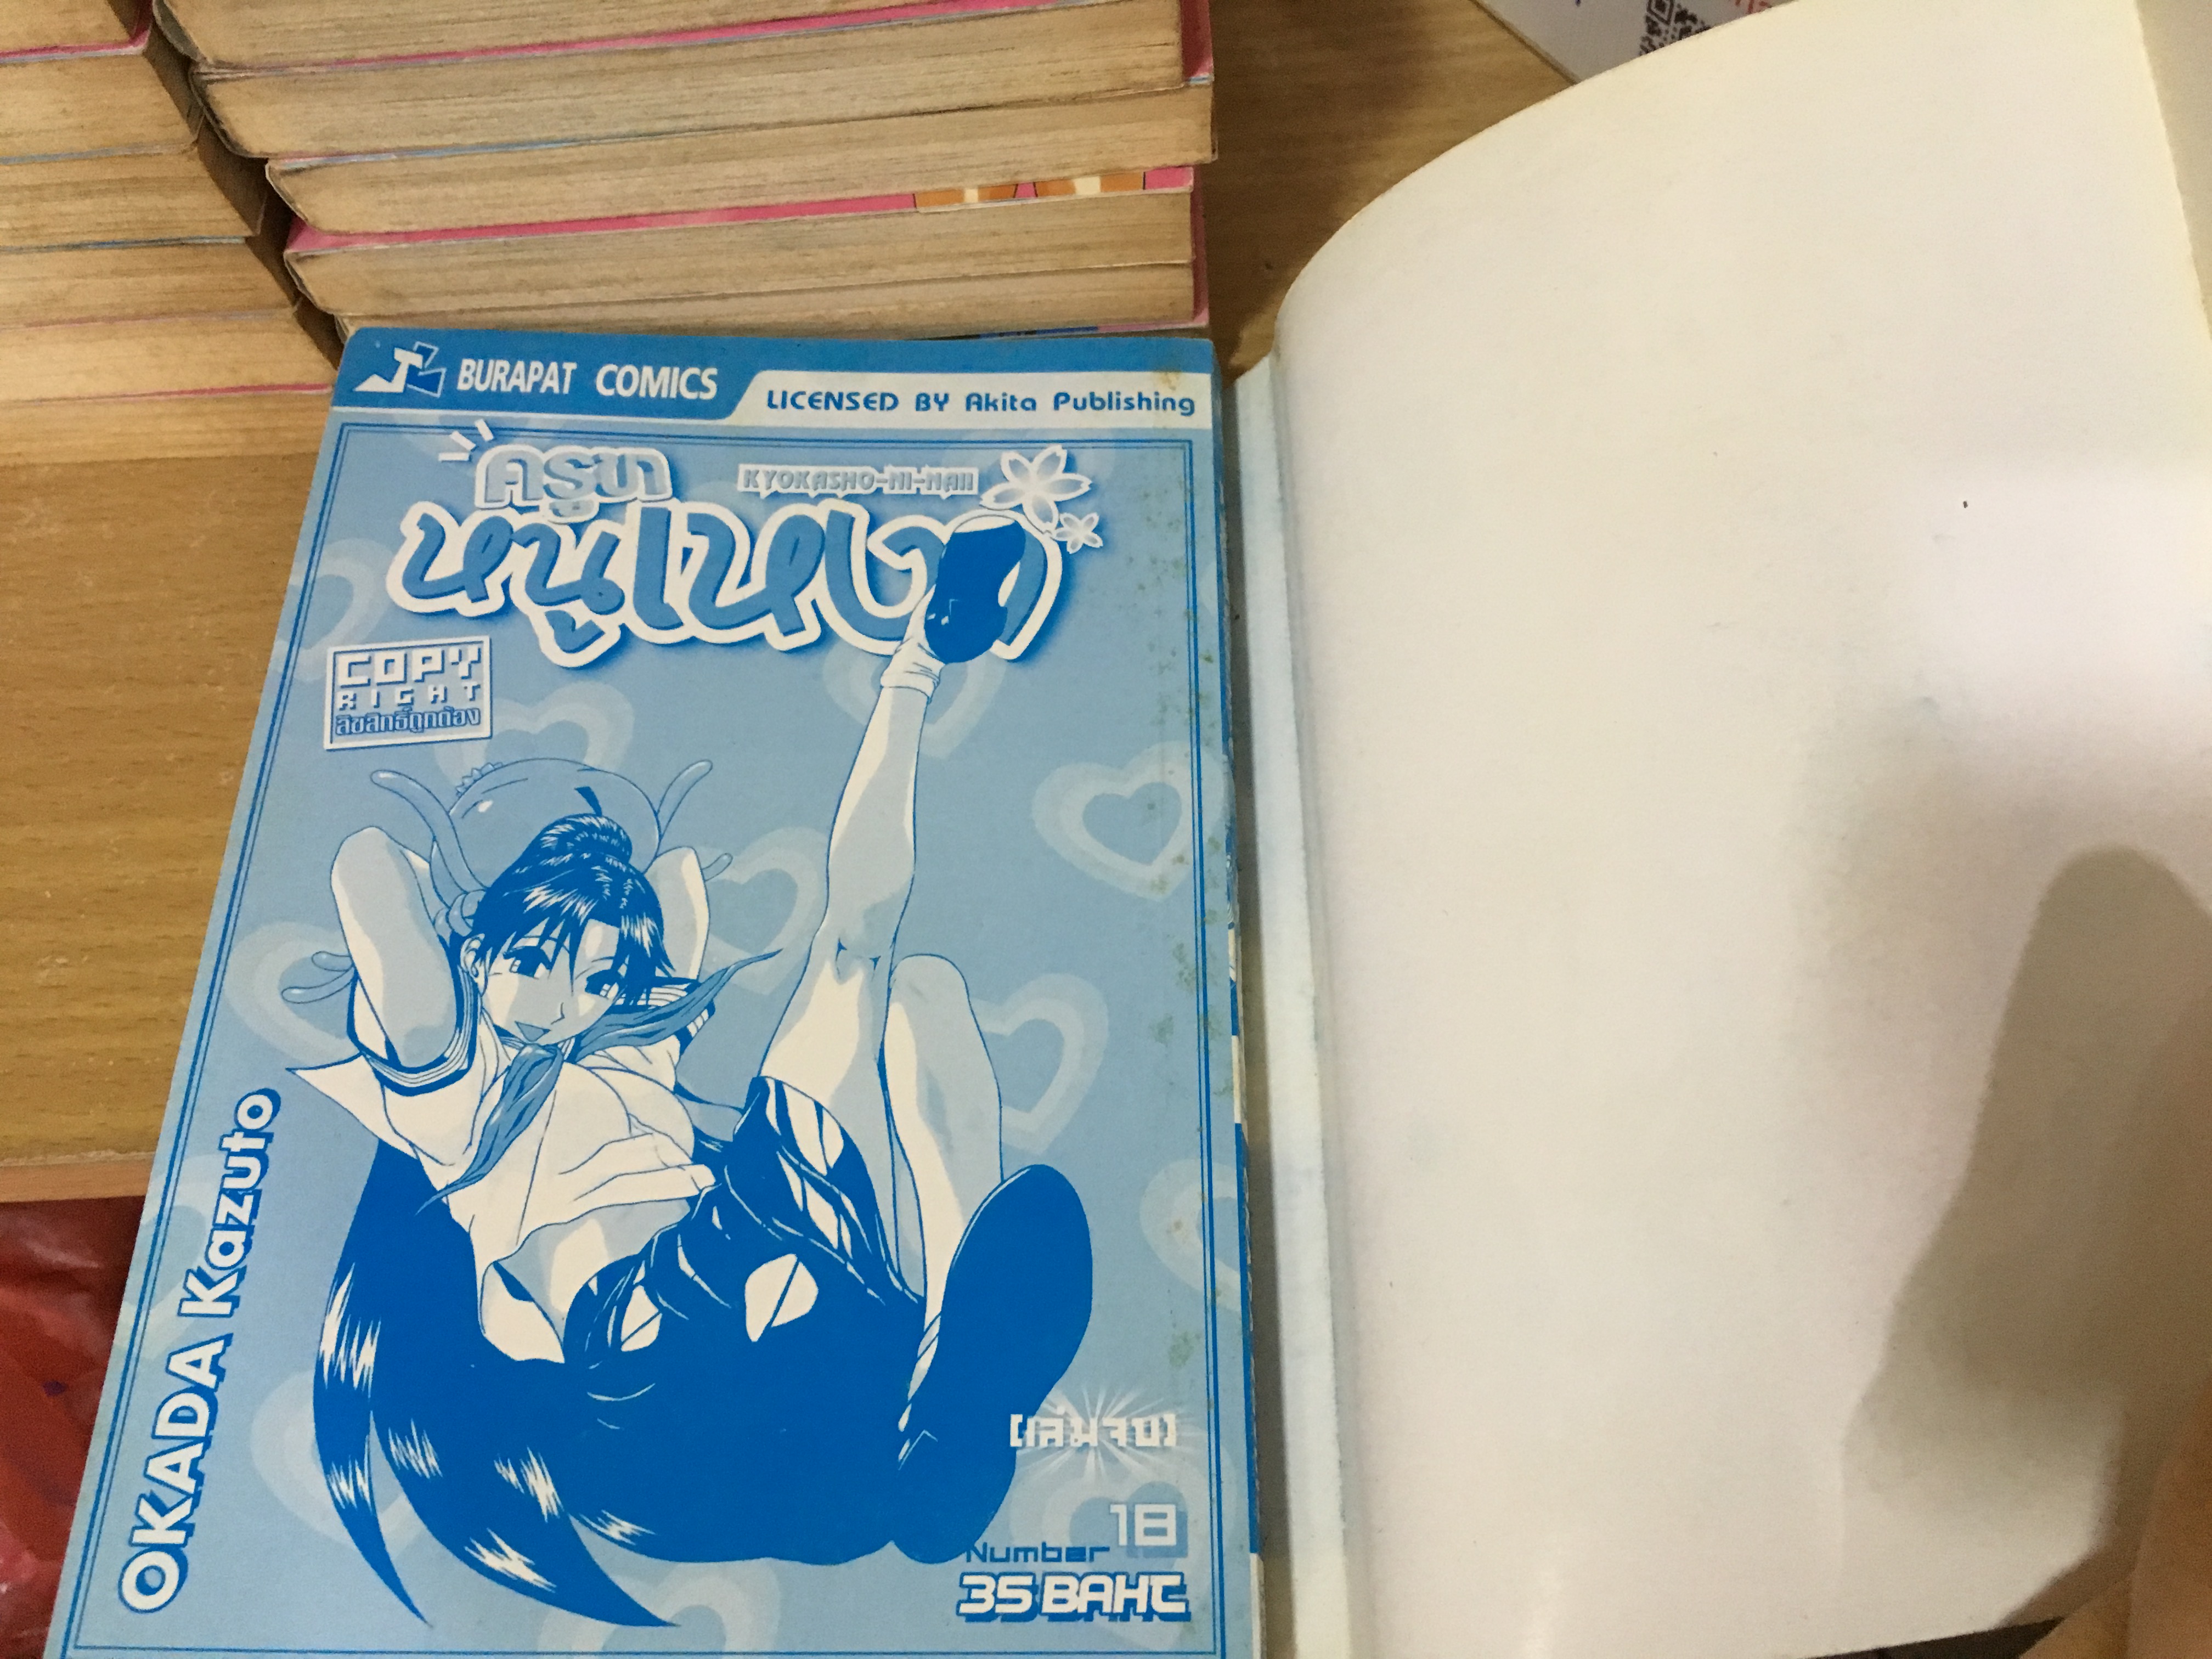 BURAPAT COMICS
LICENSED BY Akita Publishing
ครูขา
KYOKASHO-NI-NAII
หนูเหงา
COPY
RIGHT
ลิขสิทธิ์ถูกต้อง
OKADA Kazuto
[เล่มจบ]
18
Number
35 BAHT